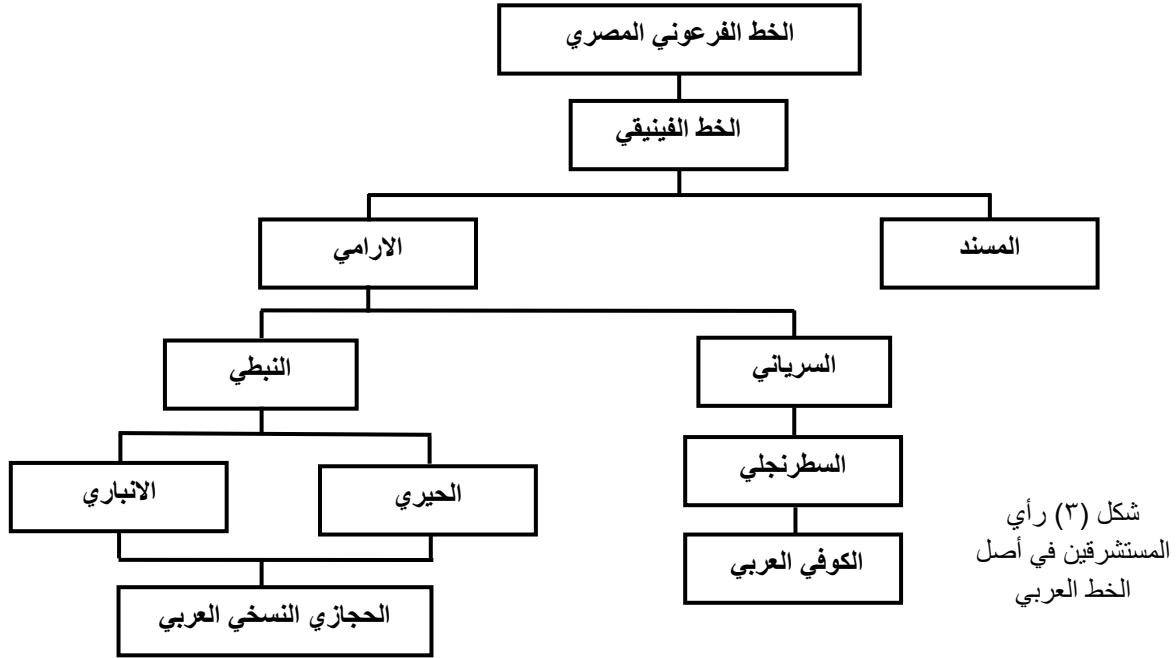 الخط الفرعوني المصري
الخط الفينيقي
المسند
الارامي
السرياني
النبطي
السطرنجلي
الحيري
الانباري
الكوفي العربي
الحجازي النسخي العربي
شكل (٣) رأي
المستشرقين في أصل
الخط العربي